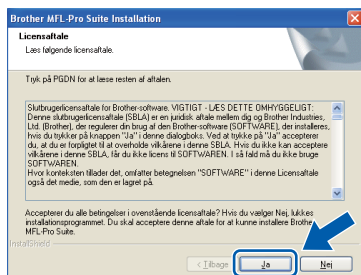 Brother MFL-Pro Suite Installation
Licensaftale
Læs følgende licensaftale.
Tryk på PGDN for at læse resten af aftalen.
Slutbrugerlicensaftale for Brother-software. VIGTIGT - LÆS DETTE OMHYGGELIGT:
Denne slutbrugerlicensaftale (SBLA) er en juridisk aftale mellem dig og Brother Industries,
Ltd. (Brother), der regulerer din brug af den Brother-software (SOFTWARE), der installeres,
hvis du trykker på knappen "Ja" i denne dialogboks. Ved at trykke på "Ja" accepterer
du, at du er forpligtet til at overholde vilkårene i denne SBLA. Hvis du ikke kan acceptere
vilkårene i denne SBLA, får du ikke licens til SOFTWAREN. I så fald må du ikke bruge
SOFTWAREN.
Hvor konteksten tillader det, omfatter betegnelsen "SOFTWARE" i denne Licensaftale
også det medie, som den er lagret på.
Accepterer du alle betingelser i ovenstående licensaftale? Hvis du vælger Nej, lukkes
installationsprogrammet. Du skal acceptere denne aftale for at kunne installere Brother
MFL-Pro Suite.
InstallShield
< Tilbage
Ja
Nej